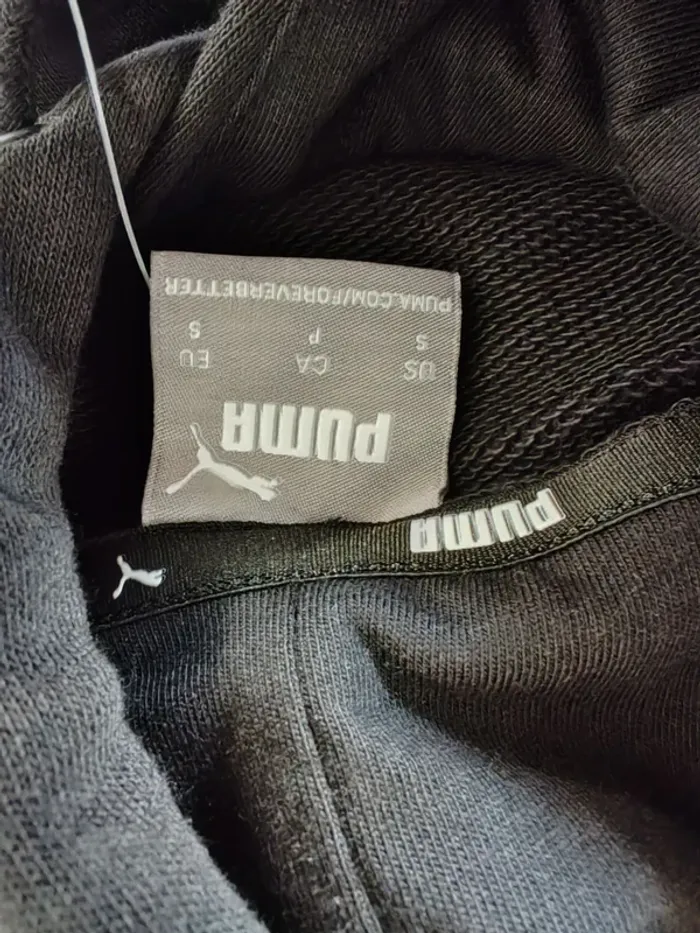 PUMA
PUMA
US CA EU
S P S
PUMA.COM/FOREVERBETTER